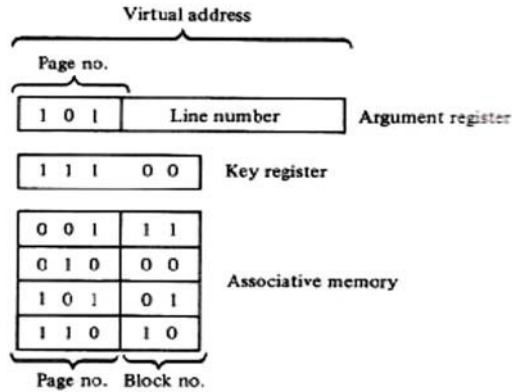 Virtual address
Page no.
1 0 1 Line number Argument register
1 1 1 0 0 Key register
0 0 1 1 1
0 1 0 0 0
Associative memory
1 0 1 0 1
1 1 0 1 0
Page no. Block no.